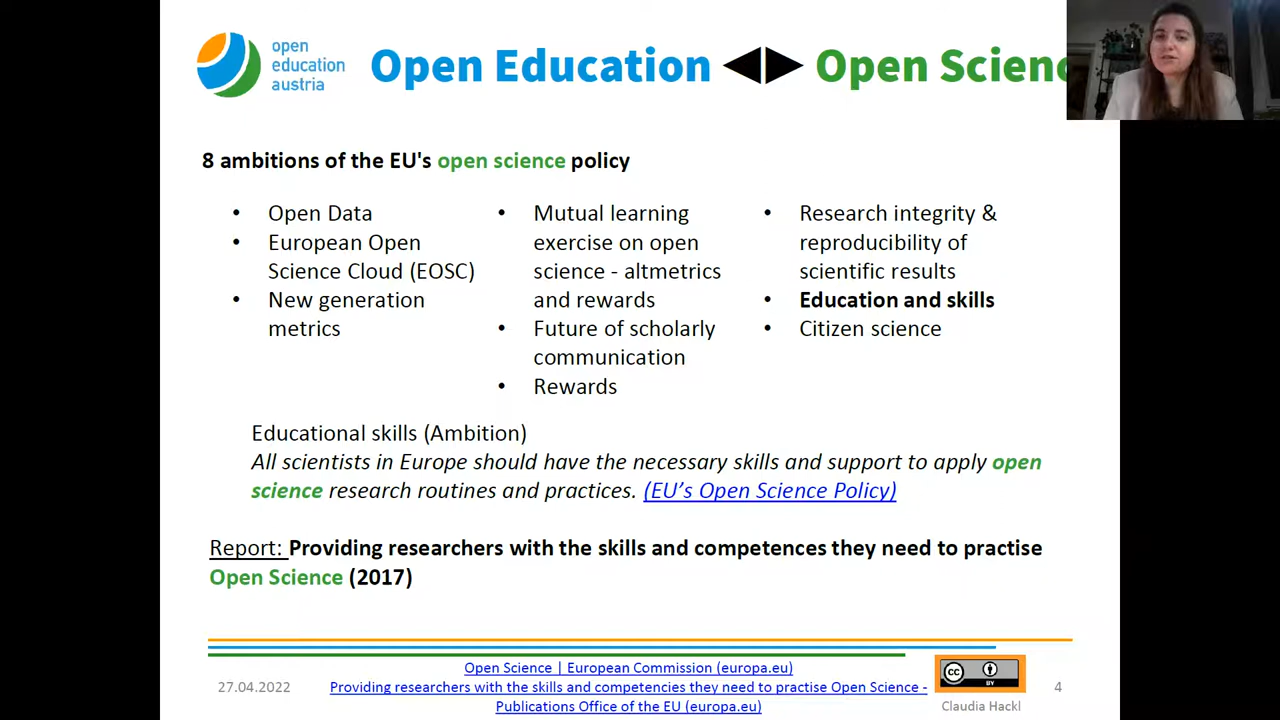 open
education
austria
Open Education Open Scienc
8 ambitions of the EU's open science policy
• Open Data
• European Open
Science Cloud (EOSC)
• New generation
metrics
• Mutual learning
exercise on open
science - altmetrics
and rewards
• Future of scholarly
communication
• Rewards
• Research integrity &
reproducibility of
scientific results
• Education and skills
• Citizen science
Educational skills (Ambition)
All scientists in Europe should have the necessary skills and support to apply open
science research routines and practices. (EU's Open Science Policy)
Report: Providing researchers with the skills and competences they need to practise
Open Science (2017)
27.04.2022
Open Science | European Commission (europa.eu)
Providing researchers with the skills and competencies they need to practise Open Science -
Publications Office of the EU (europa.eu)
CC BY
Claudia Hackl
4